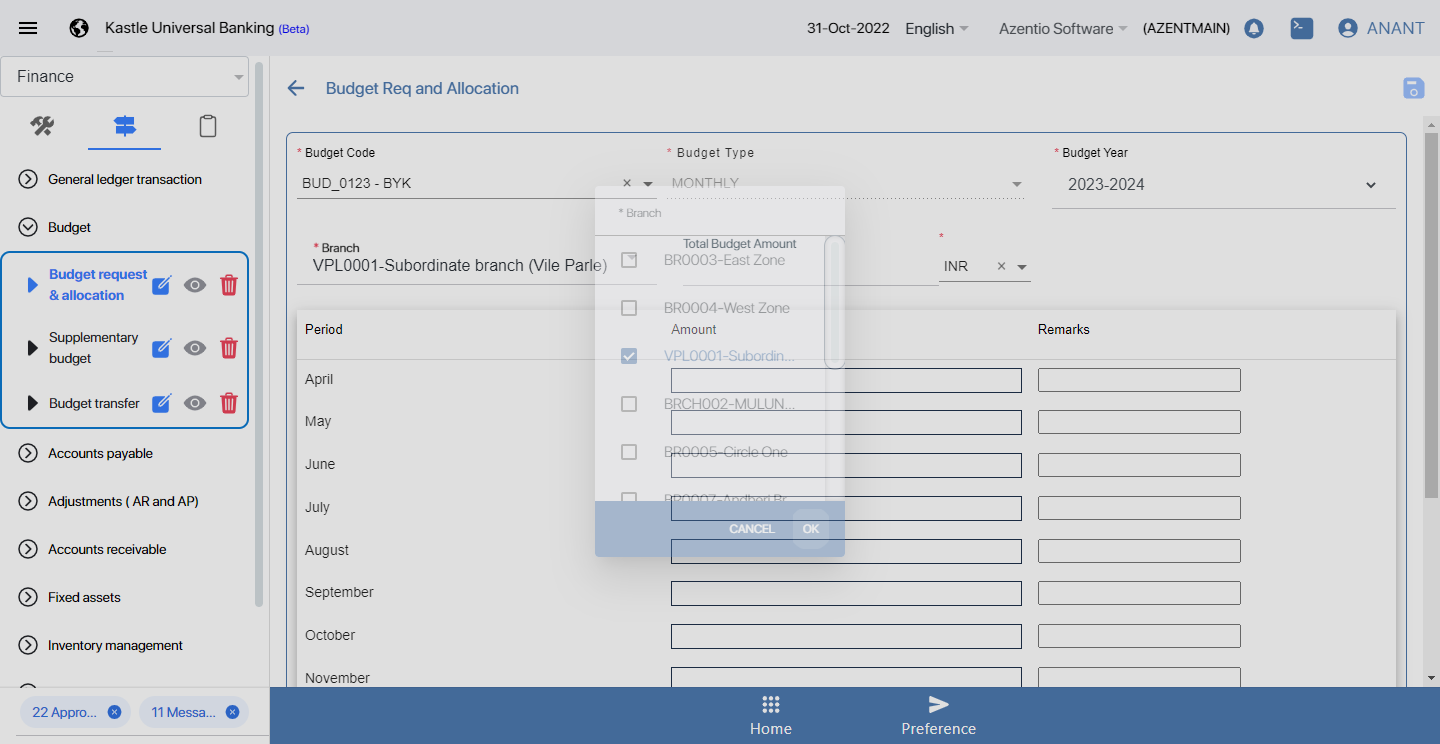 Kastle Universal Banking (Beta)
31-Oct-2022
English
Azentio Software
(AZENTMAIN)
ANANT
Finance
General ledger transaction
Budget
Budget request
& allocation
Supplementary
budget
Budget transfer
Accounts payable
Adjustments ( AR and AP)
Accounts receivable
Fixed assets
Inventory management
22 Appro...
11 Messa...
Budget Req and Allocation
* Budget Code
* Budget Type
* Budget Year
BUD_0123 - BYK
MONTHLY
2023-2024
* Branch
VPL0001-Subordinate branch (Vile Parle)
Total Budget Amount
*
INR
Period
Amount
Remarks
April
May
June
July
August
September
October
November
* Branch
BR0003-East Zone
BR0004-West Zone
VPL0001-Subordin...
BRCH002-MULUN...
BR0005-Circle One
BR0007-Andheri Br...
CANCEL
OK
Home
Preference